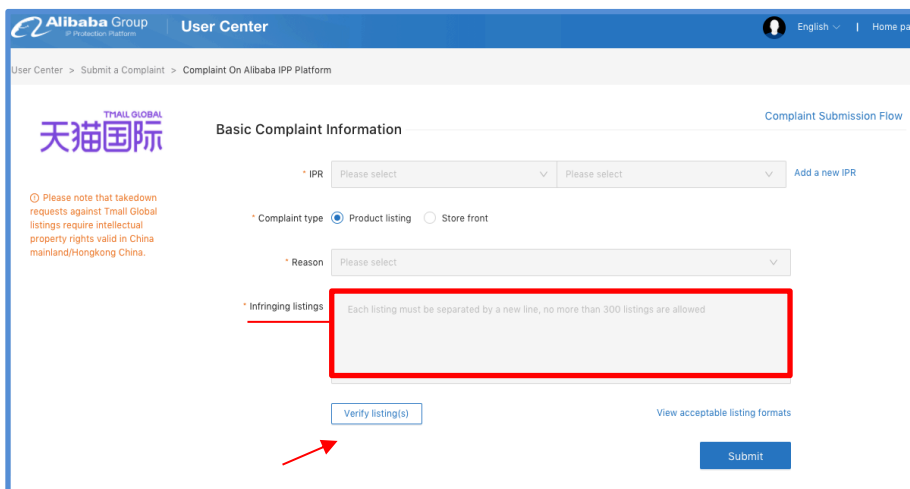 Alibaba Group
IP Protection Platform
User Center
English
Home pa
User Center > Submit a Complaint > Complaint On Alibaba IPP Platform
TMALL GLOBAL
天猫国际
Please note that takedown
requests against Tmall Global
listings require intellectual
property rights valid in China
mainland/Hongkong China.
Complaint Submission Flow
Basic Complaint Information
* IPR Please select Please select Add a new IPR
* Complaint type Product listing Store front
* Reason Please select
* Infringing listings Each listing must be separated by a new line, no more than 300 listings are allowed
Verify listing(s) View acceptable listing formats
Submit